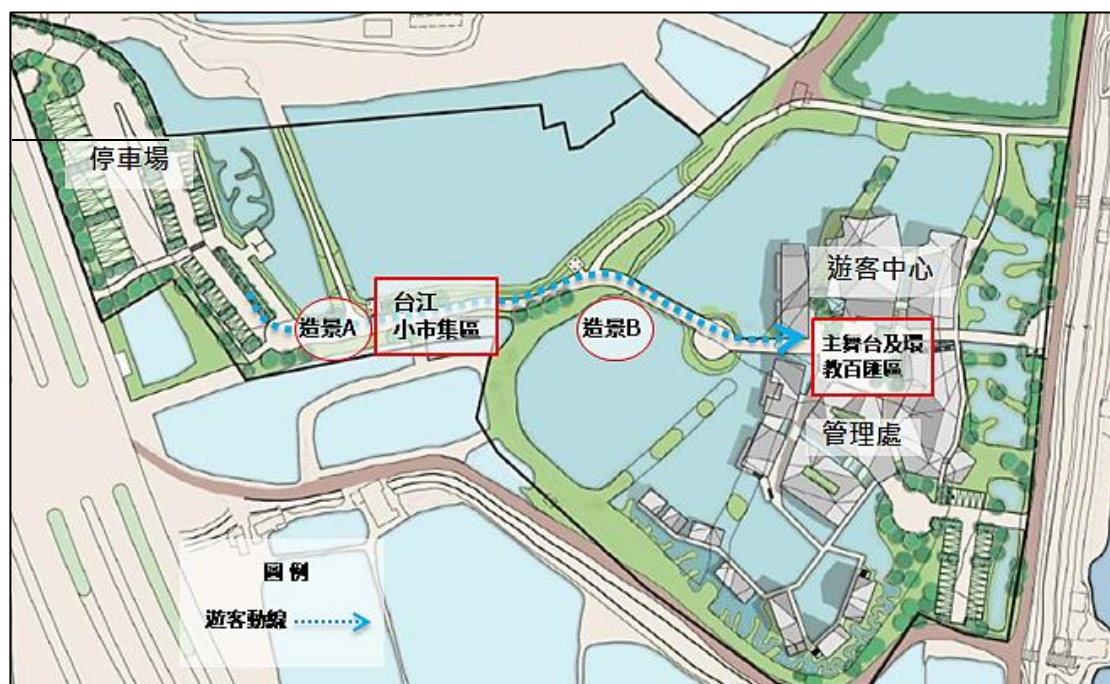 停車場
遊客中心
台江
小市集區
造景A
造景B
主舞台及環
教百匯區
管理處
圖例
遊客動線